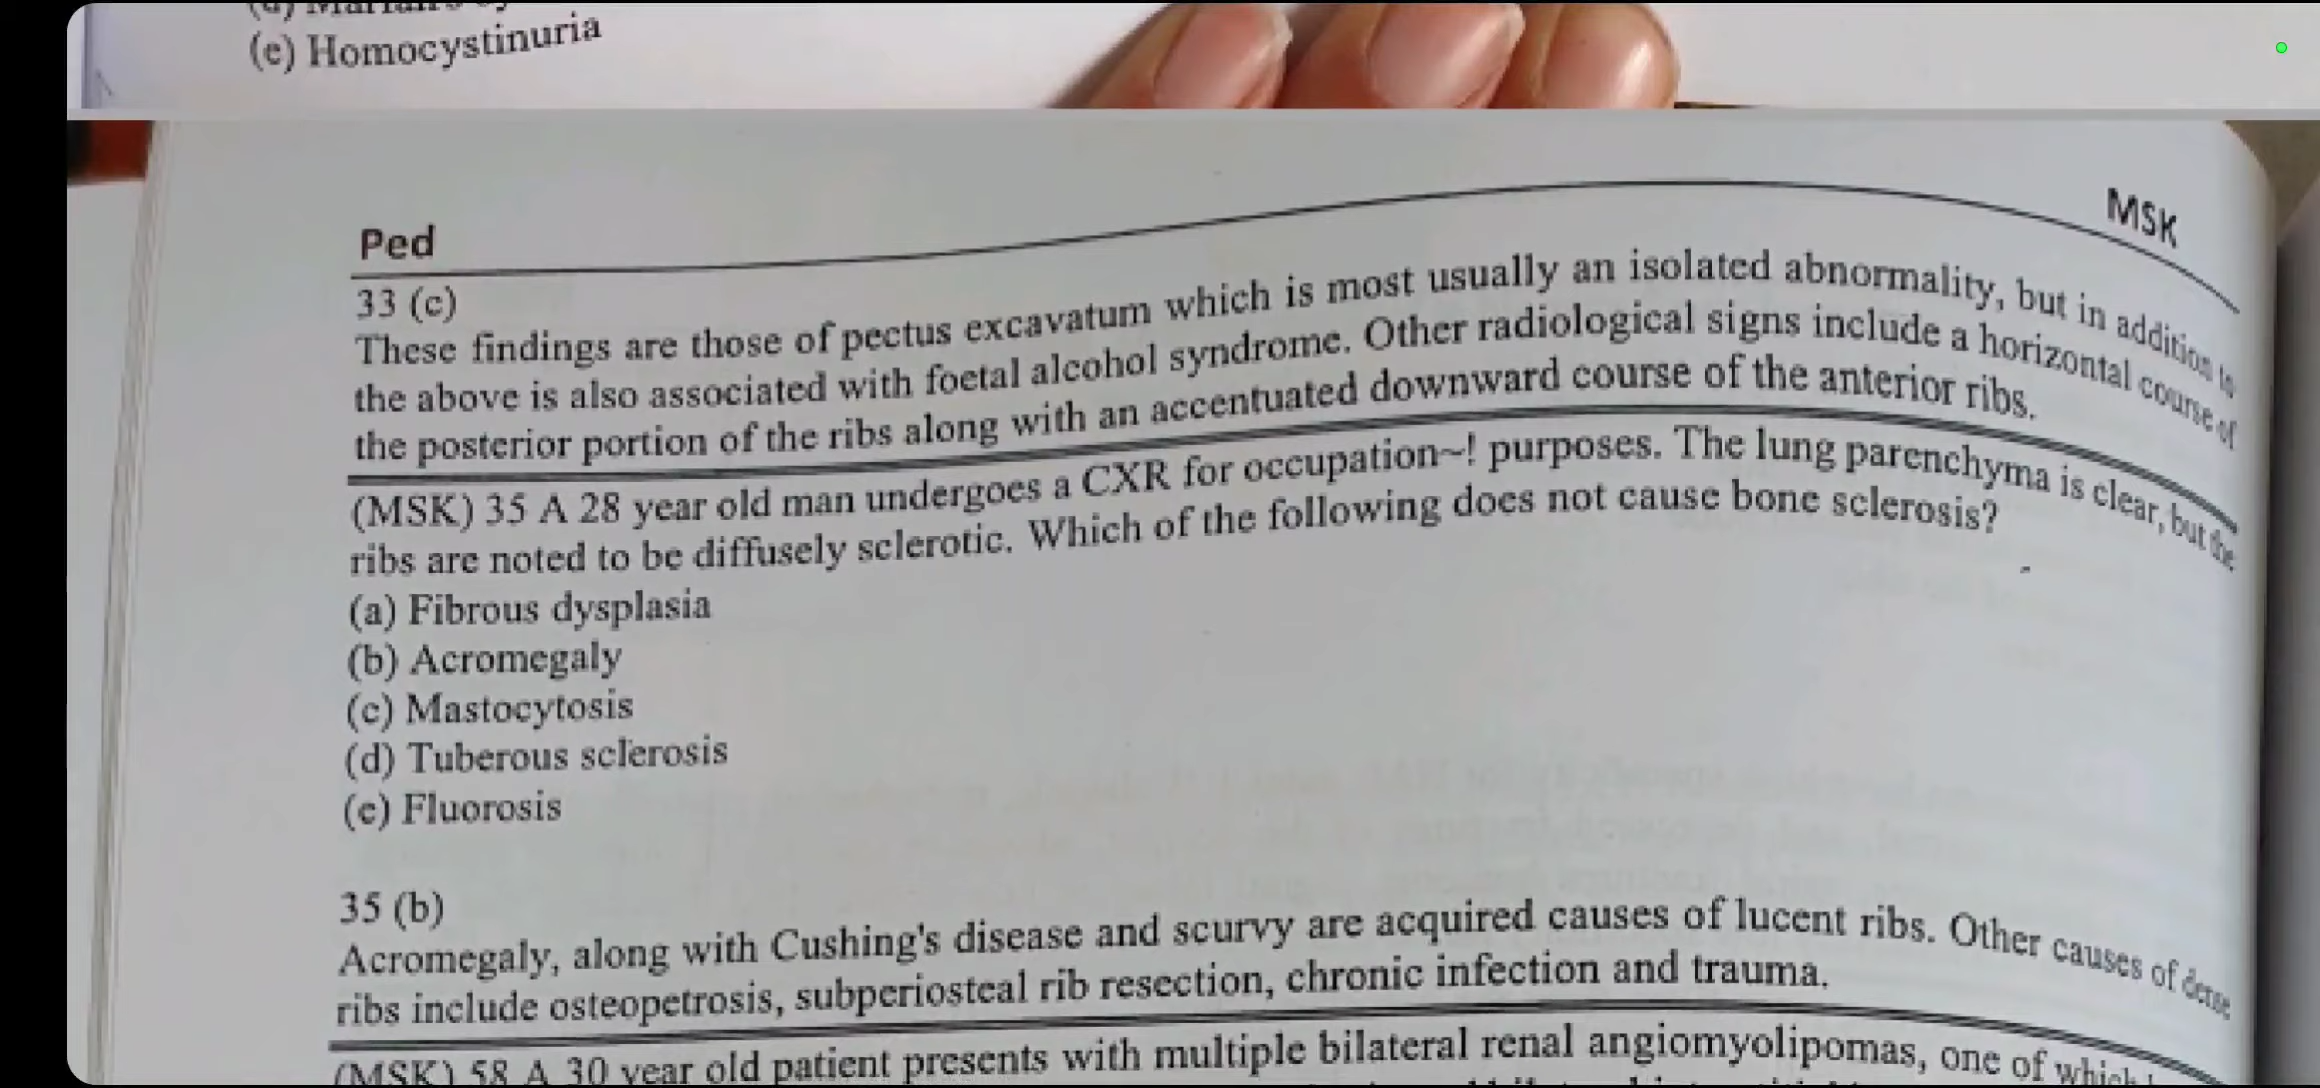 (e) Homocystinuria
Ped
MSK
33 (c)
These findings are those of pectus excavatum which is most usually an isolated abnormality, but in addition to
the above is also associated with foetal alcohol syndrome. Other radiological signs include a horizontal course of
the posterior portion of the ribs along with an accentuated downward course of the anterior ribs.
(MSK) 35 A 28 year old man undergoes a CXR for occupation~! purposes. The lung parenchyma is clear, but the
ribs are noted to be diffusely sclerotic. Which of the following does not cause bone sclerosis?
(a) Fibrous dysplasia
(b) Acromegaly
(c) Mastocytosis
(d) Tuberous sclerosis
(e) Fluorosis
35 (b)
Acromegaly, along with Cushing's disease and scurvy are acquired causes of lucent ribs. Other causes of dense
ribs include osteopetrosis, subperiosteal rib resection, chronic infection and trauma.
(MSK) 58 A 30 year old patient presents with multiple bilateral renal angiomyolipomas, one of which